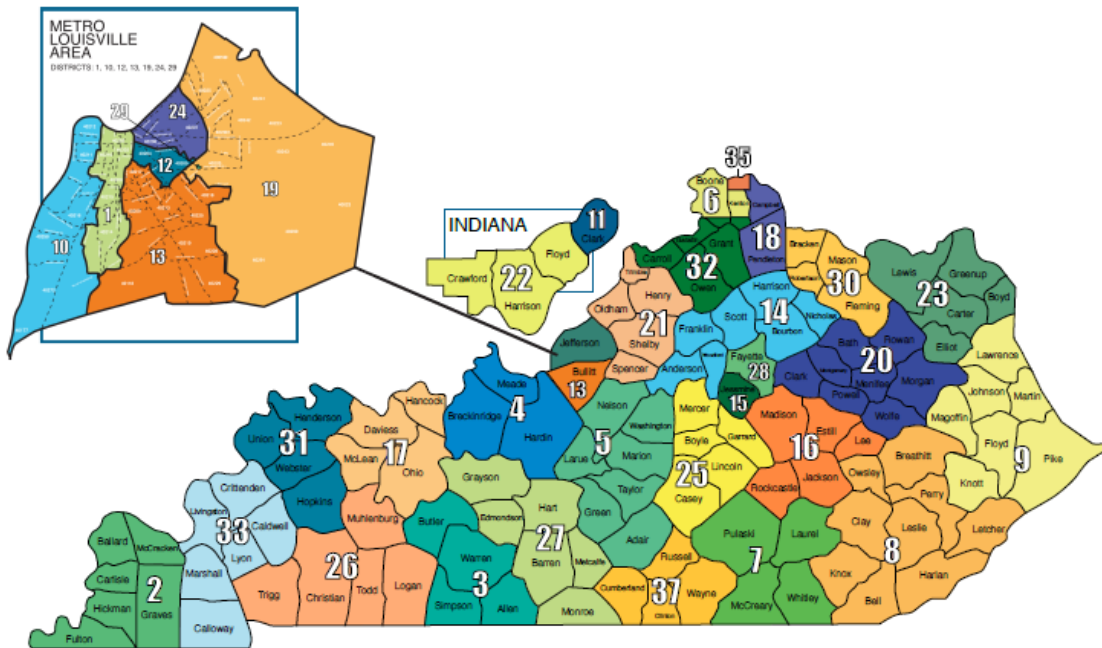 METRO
LOUISVILLE
AREA
DISTRICTS: 1, 10, 12, 13, 19, 24, 29
29
24
12
19
1
10
13
35
Boone
6
Kenton
Campbell
INDIANA
11
Clark
Floyd
22
Crawford
Harrison
18
Pendleton
Grant
Carroll
32
Owen
Bracken
Mason
Robertson
30
Fleming
Lewis
Greenup
23
Boyd
Carter
Elliot
Trimble
Henry
Oldham
21
Shelby
Spencer
Harrison
Scott
14
Nicholas
Franklin
Bourbon
Woodford
Anderson
Fayette
28
Jessamine
15
Bath
Rowan
20
Clark
Montgomery
Menifee
Morgan
Powell
Wolfe
Lawrence
Johnson
Martin
Magoffin
Floyd
9
Pike
Knott
Jefferson
Bullitt
13
Meade
4
Breckinridge
Hardin
Nelson
Washington
5
Marion
Larue
Taylor
Green
Adair
Mercer
Boyle
Garrard
Lincoln
25
Casey
Madison
Estill
16
Lee
Jackson
Rockcastle
Owsley
Breathitt
Perry
Clay
Leslie
Letcher
8
Knox
Harlan
Bell
Henderson
Union
31
Webster
Hopkins
Hancock
Daviess
McLean
17
Ohio
Crittenden
Livingston
33
Caldwell
Lyon
Marshall
Calloway
Ballard
McCracken
Carlisle
2
Hickman
Graves
Fulton
Muhlenburg
26
Trigg
Christian
Todd
Logan
Butler
Warren
3
Simpson
Allen
Grayson
Edmondson
Hart
27
Barren
Metcalfe
Monroe
Russell
Cumberland
37
Wayne
Clinton
Pulaski
Laurel
7
McCreary
Whitley